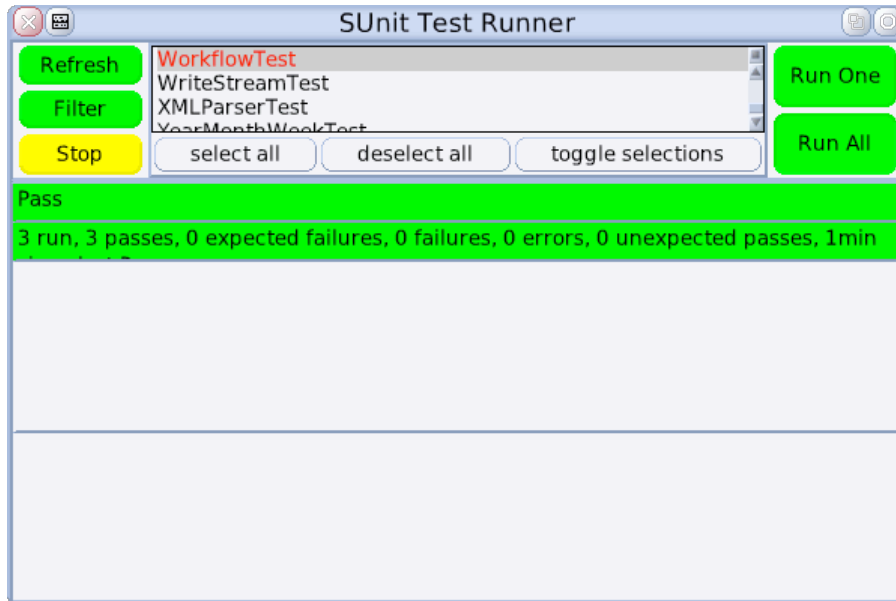 SUnit Test Runner
Refresh
Filter
Stop
WorkflowTest
WriteStreamTest
XMLParserTest
YearMonthWeekTest
select all
deselect all
toggle selections
Run One
Run All
Pass
3 run, 3 passes, 0 expected failures, 0 failures, 0 errors, 0 unexpected passes, 1min